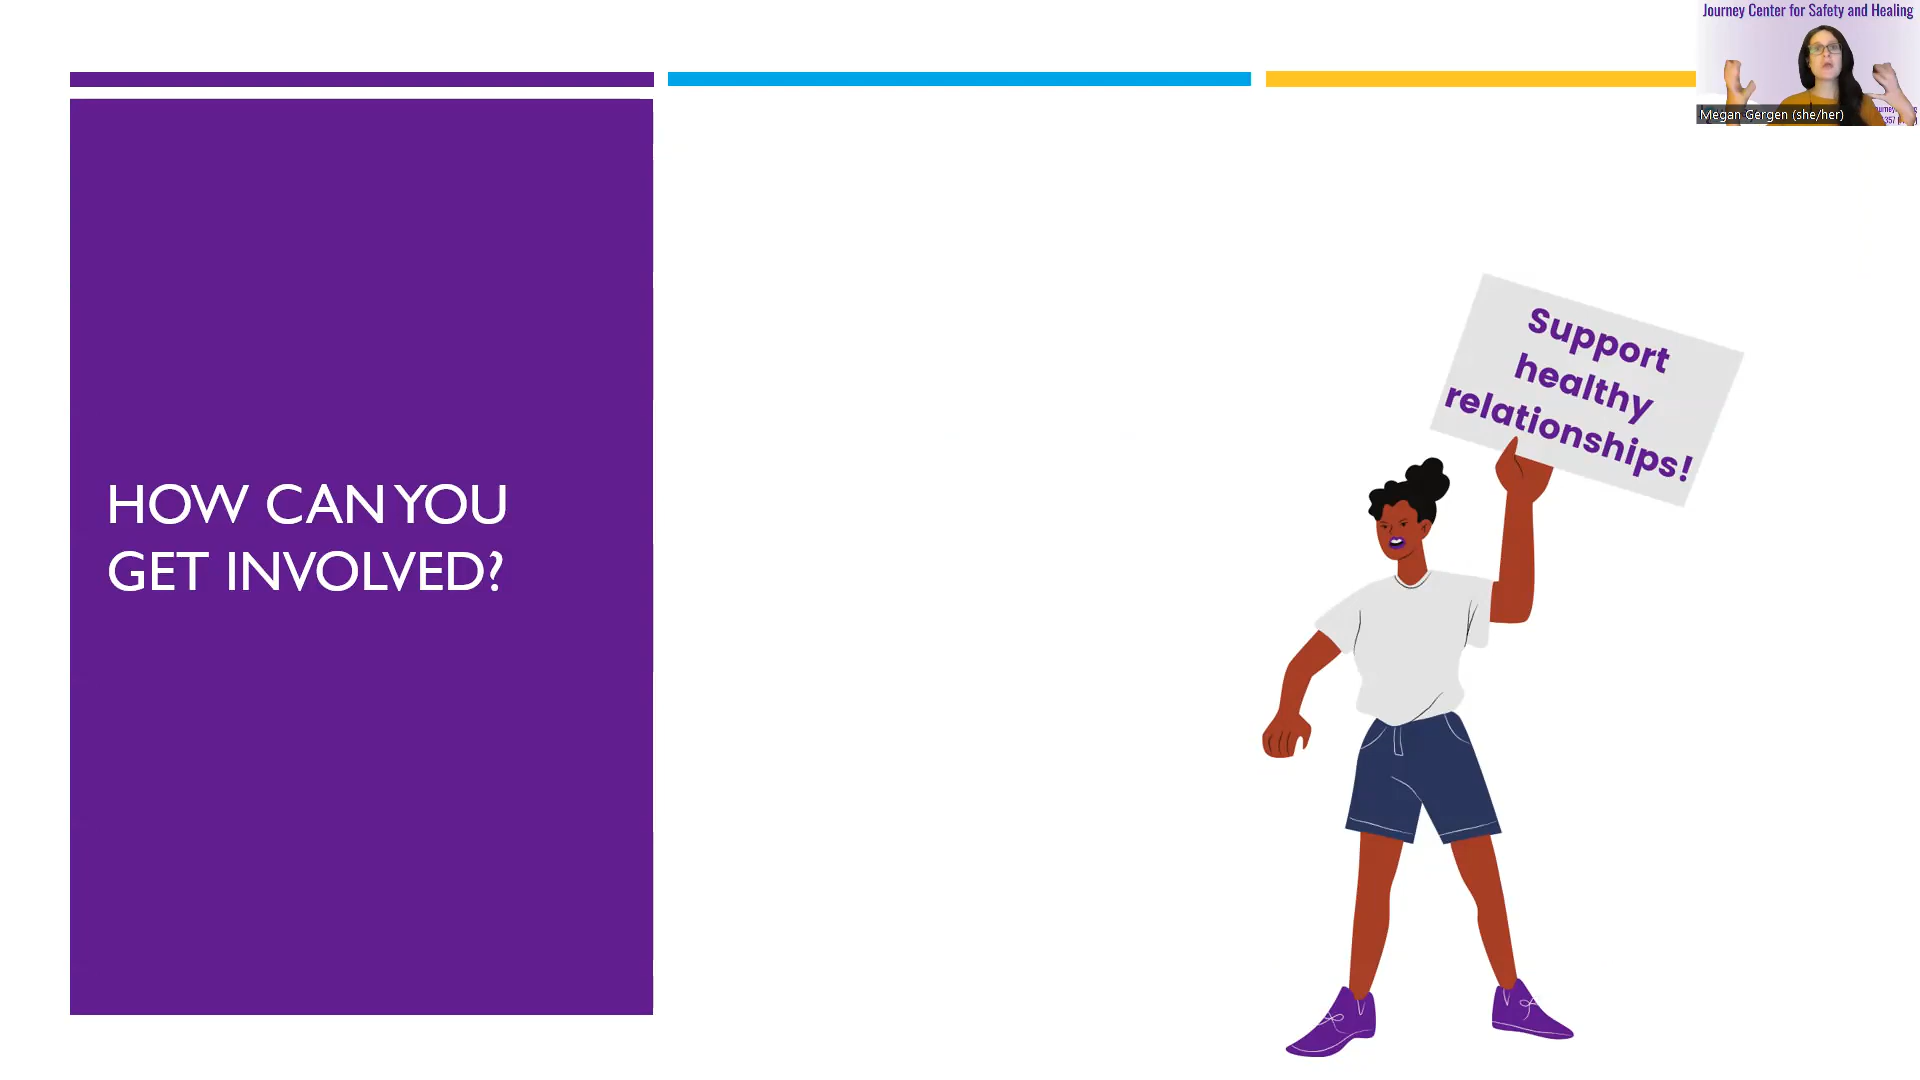 Journey Center for Safety and Healing
Megan Gergen (she/her)
HOW CAN YOU
GET INVOLVED?
Support
healthy
relationships!